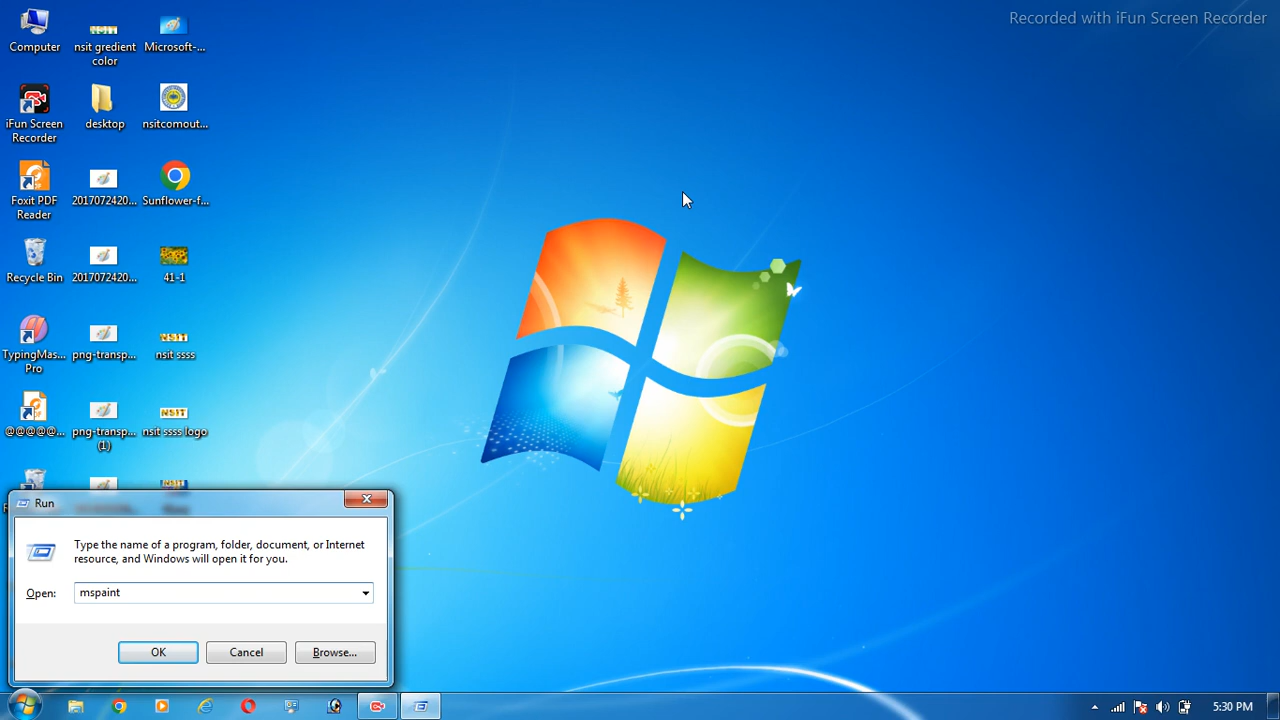 Recorded with iFun Screen Recorder
Computer
nsit gredient
color
Microsoft-...
iFun Screen
Recorder
desktop
nsitcomout...
Foxit PDF
Reader
2017072420...
Sunflower-f...
Recycle Bin
2017072420...
41-1
TypingMas...
Pro
png-transp...
nsit ssss
@@@@@...
png-transp...
(1)
nsit ssss logo
Run
Type the name of a program, folder, document, or Internet
resource, and Windows will open it for you.
Open:
mspaint
OK
Cancel
Browse...
5:30 PM